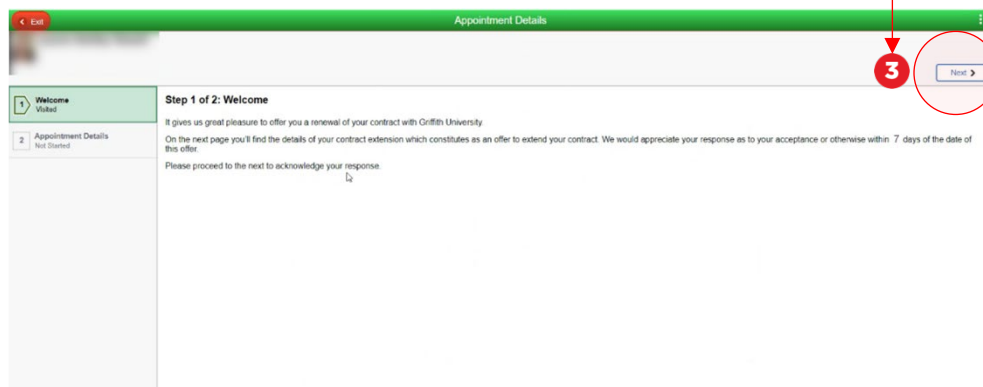 Exit
Appointment Details
3
Next
1 Welcome
Visited
2 Appointment Details
Not Started
Step 1 of 2: Welcome
It gives us great pleasure to offer you a renewal of your contract with Griffith University.
On the next page you'll find the details of your contract extension which constitutes as an offer to extend your contract. We would appreciate your response as to your acceptance or otherwise within 7 days of the date of
this offer.
Please proceed to the next to acknowledge your response.